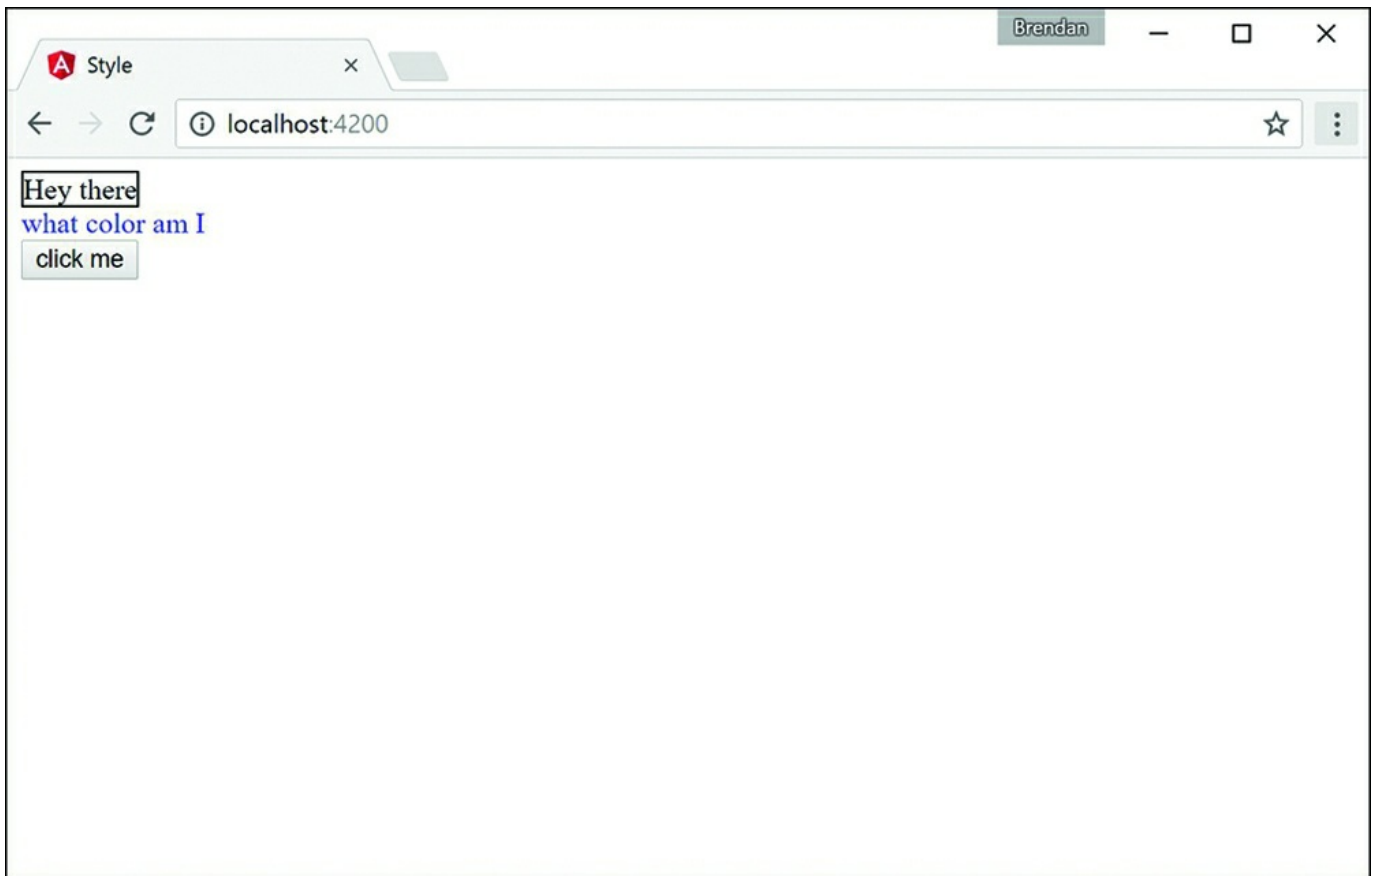 Brendan
Style
localhost:4200
Hey there
what color am I
click me